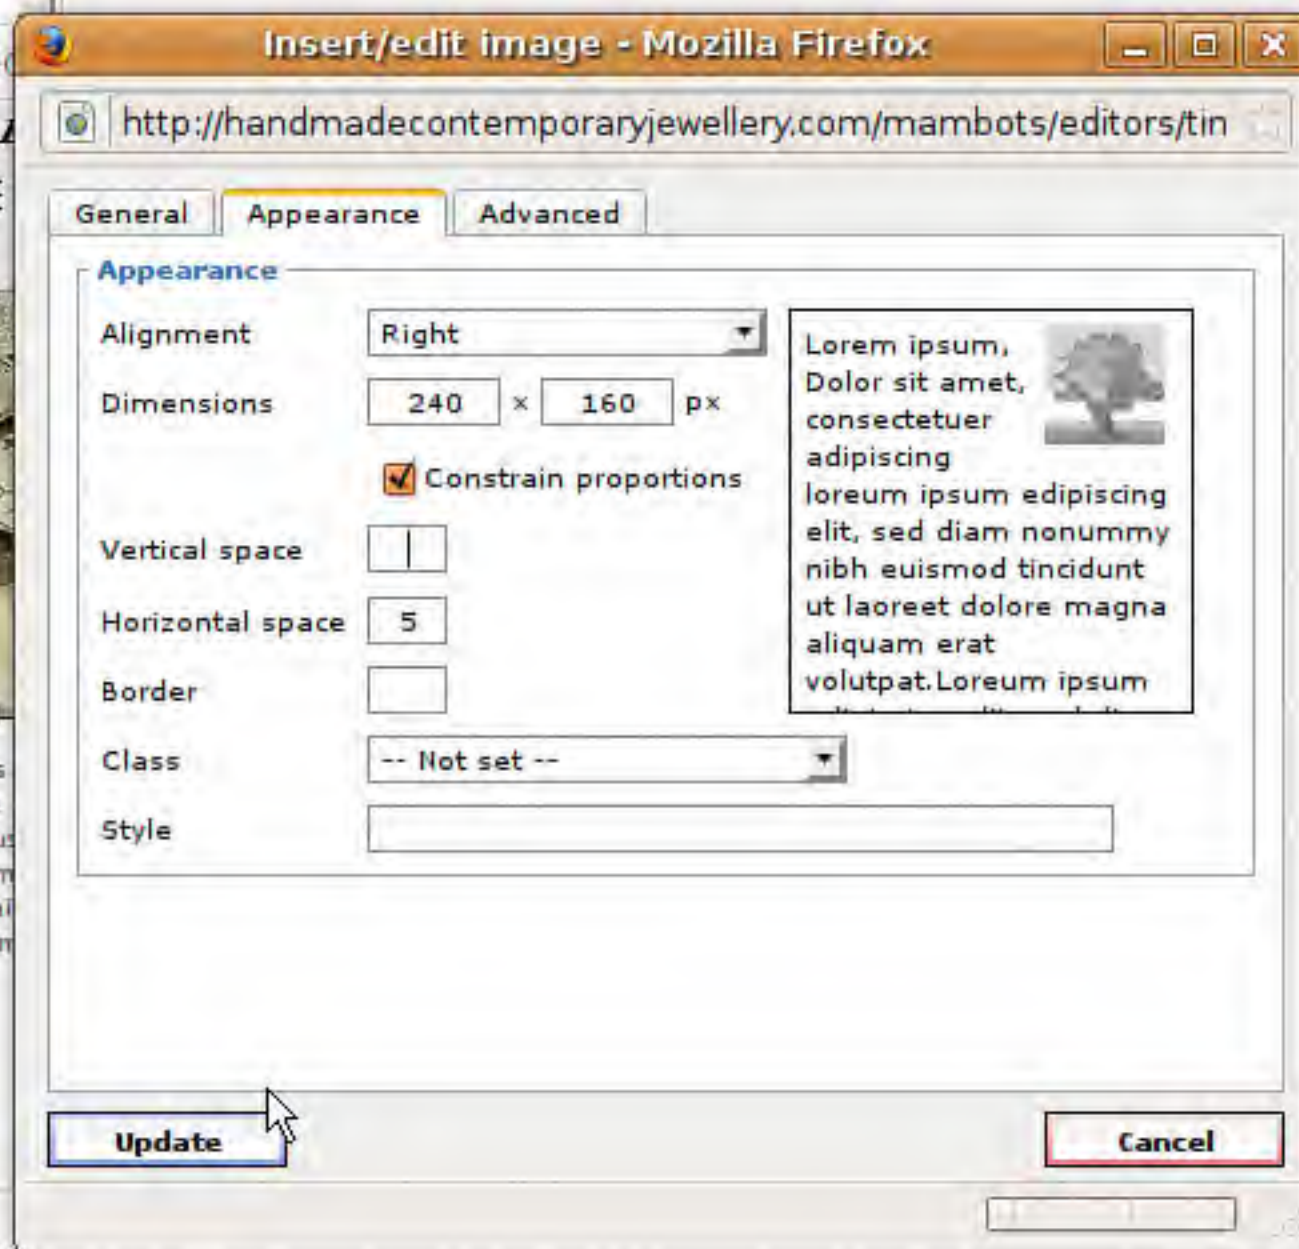 Insert/edit image - Mozilla Firefox
http://handmadecontemporaryjewellery.com/mambots/editors/tin
General Appearance Advanced
Appearance
Alignment Right
Dimensions 240 x 160 px
Constrain proportions
Vertical space
Horizontal space 5
Border
Class -- Not set --
Style
Lorem ipsum,
Dolor sit amet,
consectetuer
adipiscing
loreum ipsum edipiscing
elit, sed diam nonummy
nibh euismod tincidunt
ut laoreet dolore magna
aliquam erat
volutpat.Loreum ipsum
Update Cancel